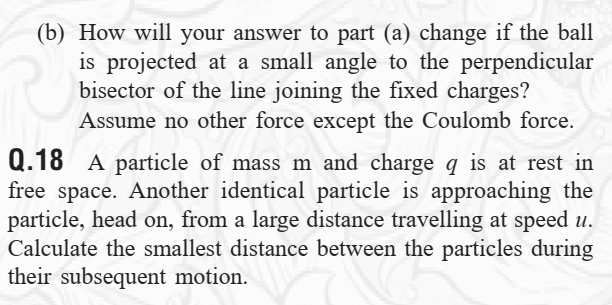 (b) How will your answer to part (a) change if the ball
is projected at a small angle to the perpendicular
bisector of the line joining the fixed charges?
Assume no other force except the Coulomb force.
Q.18 A particle of mass m and charge q is at rest in
free space. Another identical particle is approaching the
particle, head on, from a large distance travelling at speed u.
Calculate the smallest distance between the particles during
their subsequent motion.